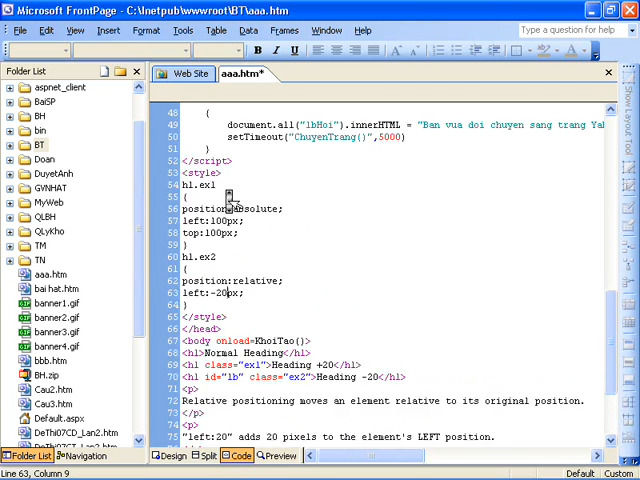 Microsoft FrontPage - C:\Inetpub\wwwroot\BT\aaa.htm
File Edit View Insert Format Tools Table Data Frames Window Help
Type a question for help
Folder List
Web Site
aaa.htm*
aspnet_client
BaiSP
BH
bin
BT
Doan
DuyetAnh
GVNHAT
MyWeb
QLBH
QLyKho
TM
TN
aaa.htm
bai hat.htm
banner1.gif
banner2.gif
banner3.gif
banner4.gif
bbb.htm
BH.zip
Cau2.htm
Cau3.htm
Default.aspx
DeThi07CD_Lan2.htm
48 {
49 document.all("lbHoi").innerHTML = "Ban vua doi chuyen sang trang Yah
50 setTimeout("ChuyenTrang()",5000)
51 }
52 </script>
53 <style>
54 h1.ex1
55 {
56 position:absolute;
57 left:100px;
58 top:100px;
59 }
60 h1.ex2
61 {
62 position:relative;
63 left:-20px;
64 }
65 </style>
66 </head>
67 <body onload=KhoiTao()>
68 <h1>Normal Heading</h1>
69 <h1 class="ex1">Heading +20</h1>
70 <h1 id="lb" class="ex2">Heading -20</h1>
71 <p>
72 Relative positioning moves an element relative to its original position.
73 </p>
74 <p>
75 "left:20" adds 20 pixels to the element's LEFT position.
Layout Tool
Folder List Navigation
Design Split Code Preview
Line 63, Column 9
Default Custom